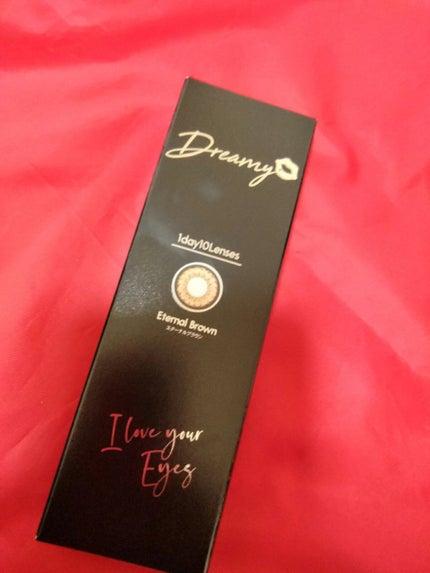 Dreamy
1day10Lenses
Eternal Brown
エターナルブラウン
I love your
Eyes